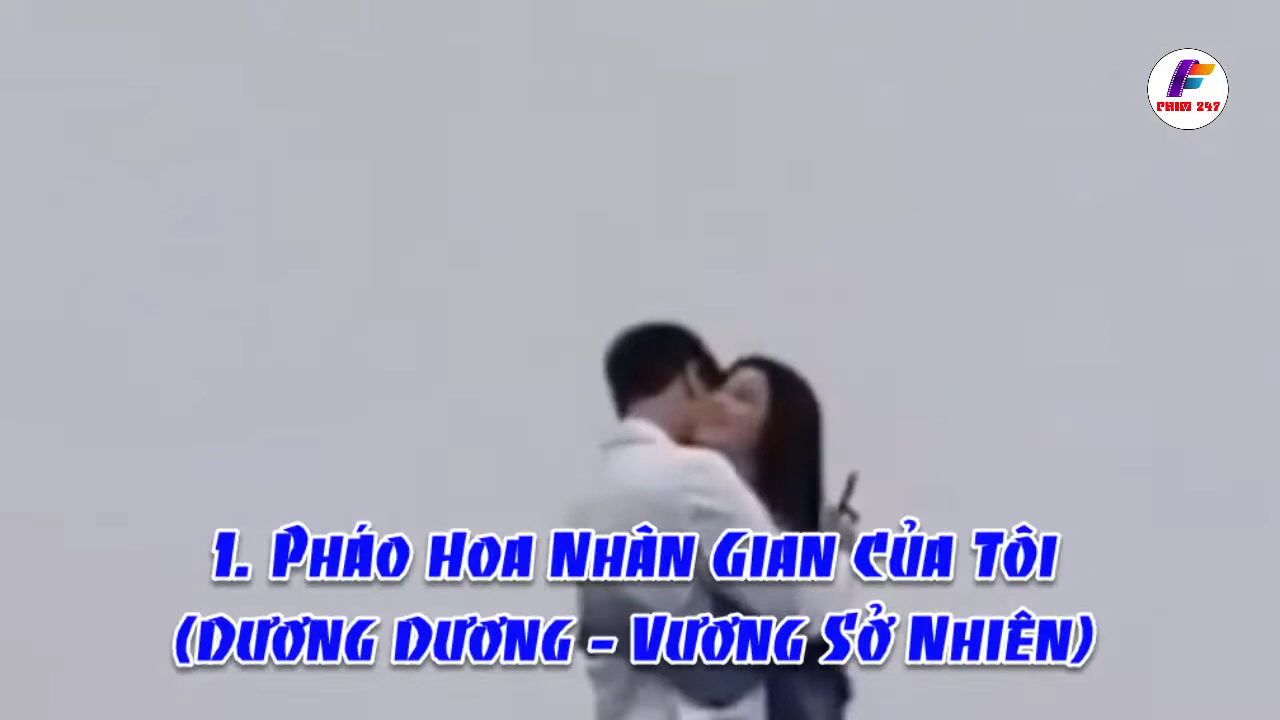 PHIM 247
1. Pháo Hoa Nhân Gian Của Tôi
(Dương Dương - Vương Sở Nhiên)